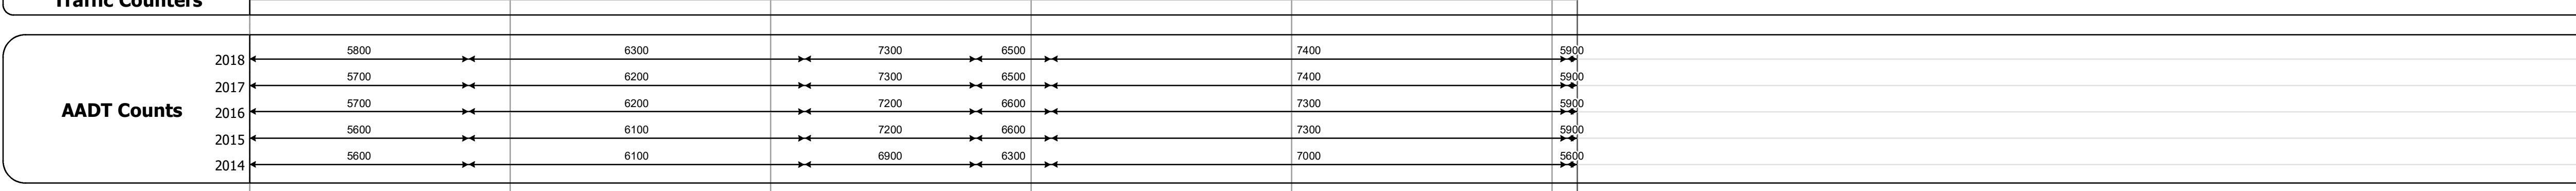 Traffic Counters
5800 6300 7300 6500 7400 5900
2018
5700 6200 7300 6500 7400 5900
2017
AADT Counts
5700 6200 7200 6600 7300 5900
2016
5600 6100 7200 6600 7300 5900
2015
5600 6100 6900 6300 7000 5600
2014